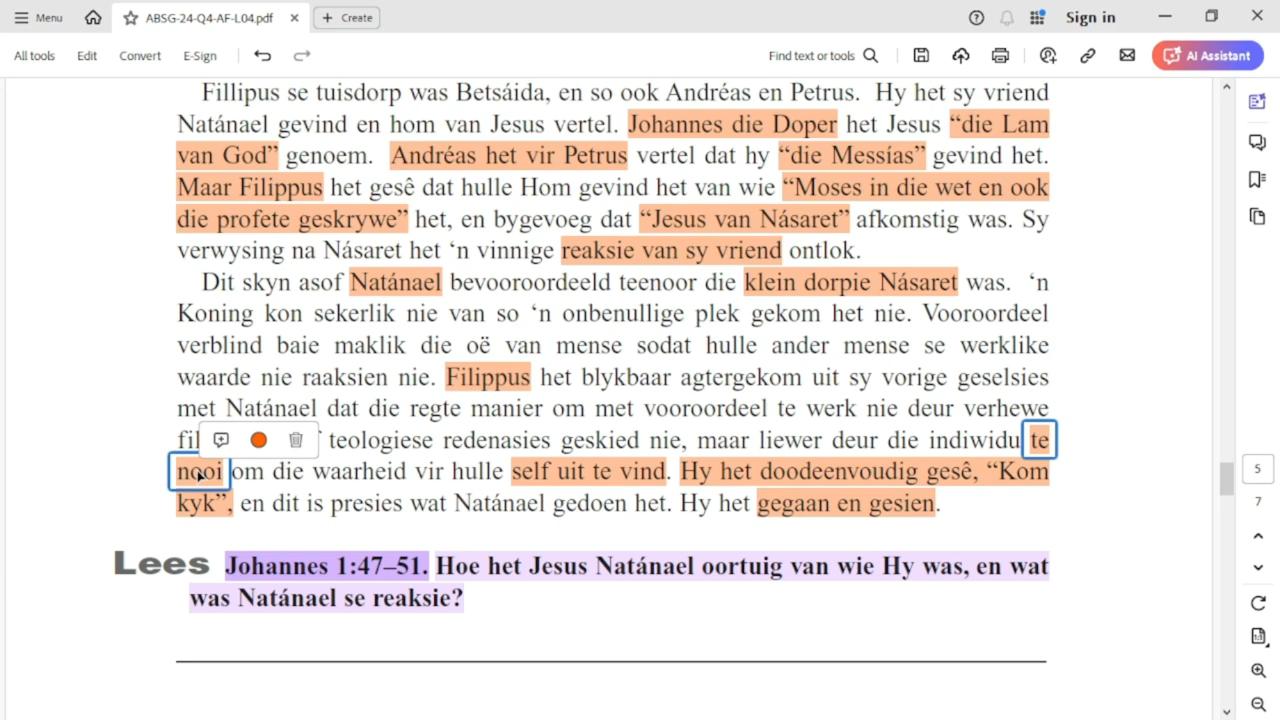 Menu
ABSG-24-Q4-AF-L04.pdf
Create
Sign in
All tools
Edit
Convert
E-Sign
Find text or tools
AI Assistant
Fillipus se tuisdorp was Betsáida, en so ook Andréas en Petrus. Hy het sy vriend
Natánael gevind en hom van Jesus vertel. Johannes die Doper het Jesus “die Lam
van God” genoem. Andréas het vir Petrus vertel dat hy “die Messías” gevind het.
Maar Filippus het gesê dat hulle Hom gevind het van wie “Moses in die wet en ook
die profete geskrywe” het, en bygevoeg dat “Jesus van Násaret” afkomstig was. Sy
verwysing na Násaret het ‘n vinnige reaksie van sy vriend ontlok.
Dit skyn asof Natánael bevooroordeeld teenoor die klein dorpie Násaret was. ‘n
Koning kon sekerlik nie van so ‘n onbenullige plek gekom het nie. Vooroordeel
verblind baie maklik die oë van mense sodat hulle ander mense se werklike
waarde nie raaksien nie. Filippus het blykbaar agtergekom uit sy vorige geselsies
met Natánael dat die regte manier om met vooroordeel te werk nie deur verhewe
teologiese redenasies geskied nie, maar liewer deur die indiwidu te
nooi om die waarheid vir hulle self uit te vind. Hy het doodeenvoudig gesê, “Kom
kyk”, en dit is presies wat Natánael gedoen het. Hy het gegaan en gesien.
Lees Johannes 1:47–51. Hoe het Jesus Natánael oortuig van wie Hy was, en wat
was Natánael se reaksie?
5
7